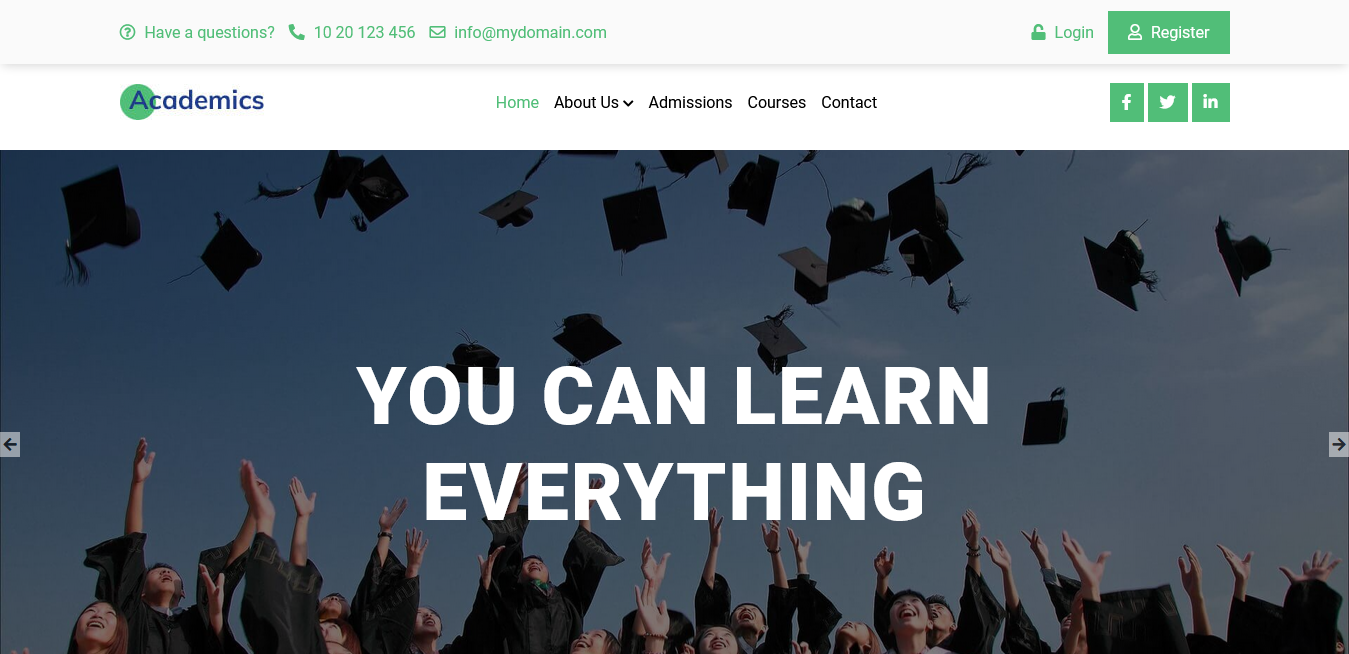 Have a questions? 10 20 123 456 info@mydomain.com Login Register
Academics Home About Us Admissions Courses Contact
YOU CAN LEARN
EVERYTHING